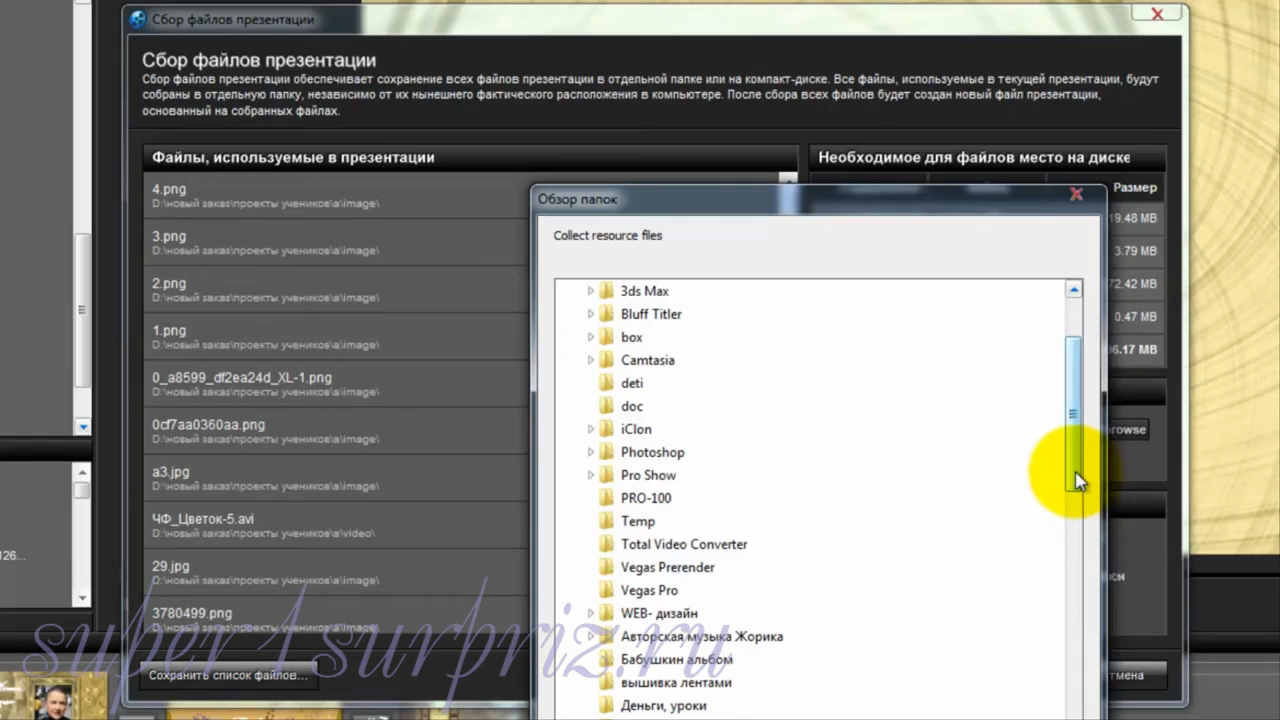 Сбор файлов презентации
Сбор файлов презентации
Сбор файлов презентации обеспечивает сохранение всех файлов презентации в отдельной папке или на компакт-диске. Все файлы, используемые в текущей презентации, будут
собраны в отдельную папку, независимо от их нынешнего фактического расположения в компьютере. После сбора всех файлов будет создан новый файл презентации,
основанный на собранных файлах.
Файлы, используемые в презентации
Необходимое для файлов место на диске
Размер
4.png
D:\новый заказ\проекты учеников\a\image\
3.png
D:\новый заказ\проекты учеников\a\image\
2.png
D:\новый заказ\проекты учеников\a\image\
1.png
D:\новый заказ\проекты учеников\a\image\
0_a8599_df2ea24d_XL-1.png
D:\новый заказ\проекты учеников\a\image\
0cf7aa0360aa.png
D:\новый заказ\проекты учеников\a\image\
a3.jpg
D:\новый заказ\проекты учеников\a\image\
ЧФ_Цветок-5.avi
D:\новый заказ\проекты учеников\a\video\
29.jpg
D:\новый заказ\проекты учеников\a\image\
3780499.png
D:\новый заказ\проекты учеников\a\image\
19.48 MB
3.79 MB
72.42 MB
0.47 MB
6.17 MB
Обзор папок
Collect resource files
3ds Max
Bluff Titler
box
Camtasia
deti
doc
iClon
Photoshop
Pro Show
PRO-100
Temp
Total Video Converter
Vegas Prerender
Vegas Pro
WEB- дизайн
Авторская музыка Жорика
Бабушкин альбом
вышивка лентами
Деньги, уроки
rowse
126...
Сохранить список файлов...
тмена
super1surpriz.ru